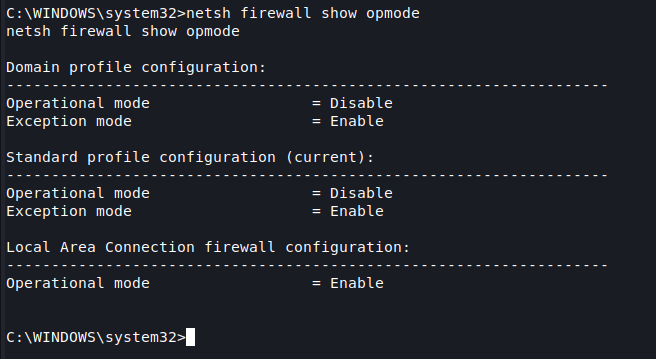 C:\WINDOWS\system32>netsh firewall show opmode
netsh firewall show opmode
Domain profile configuration:
-------------------------------------------------------------------
Operational mode                  = Disable
Exception mode                    = Enable
Standard profile configuration (current):
-------------------------------------------------------------------
Operational mode                  = Disable
Exception mode                    = Enable
Local Area Connection firewall configuration:
-------------------------------------------------------------------
Operational mode                  = Enable
C:\WINDOWS\system32>